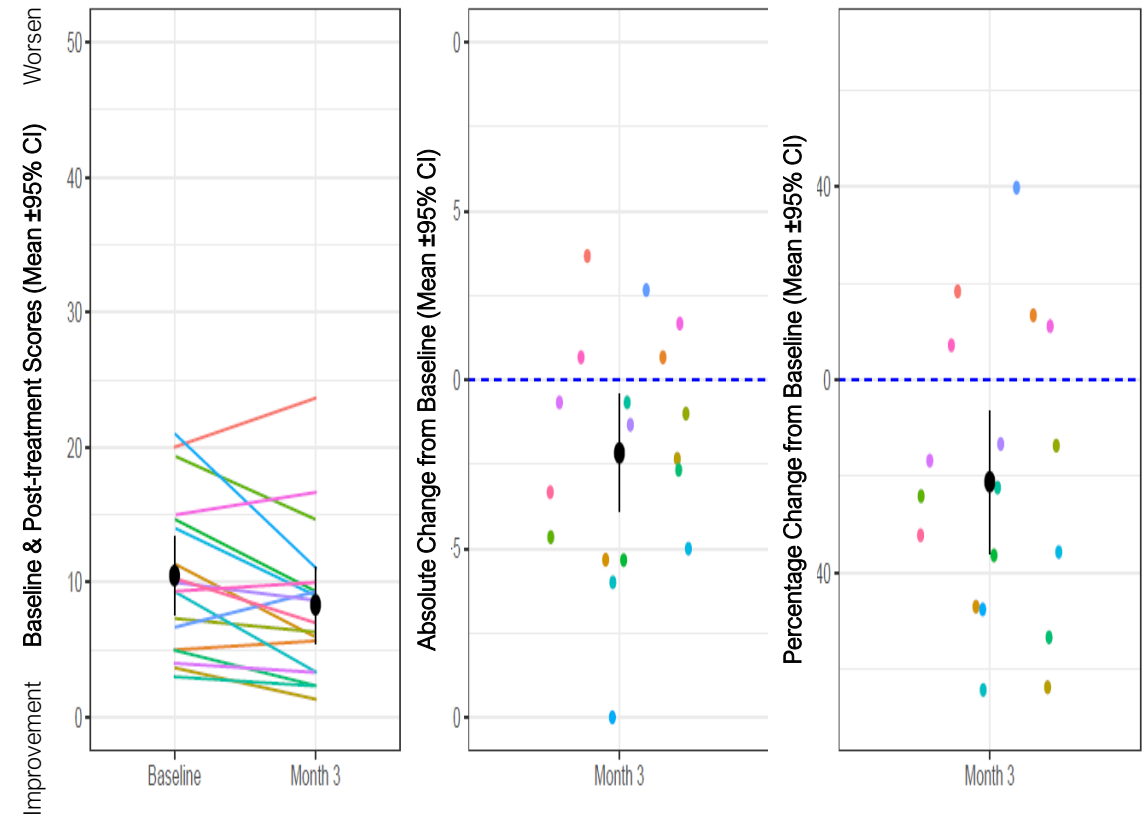 Worsen
Baseline & Post-treatment Scores (Mean ±95% CI)
Improvement
50
40
30
20
10
0
Baseline
Month 3
Absolute Change from Baseline (Mean ±95% CI)
0
5
0
-5
0
Month 3
Percentage Change from Baseline (Mean ±95% CI)
40
0
40
Month 3